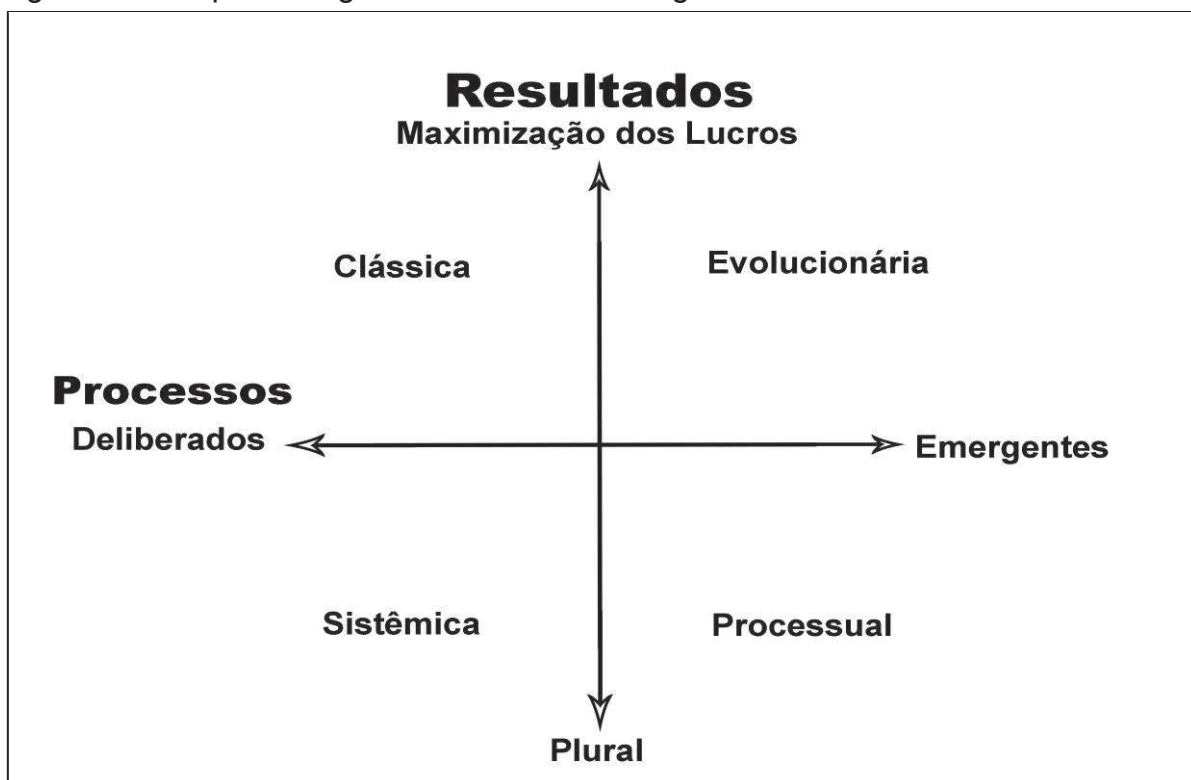 Resultados
Maximização dos Lucros
Clássica
Evolucionária
Processos
Deliberados
Emergentes
Sistêmica
Processual
Plural